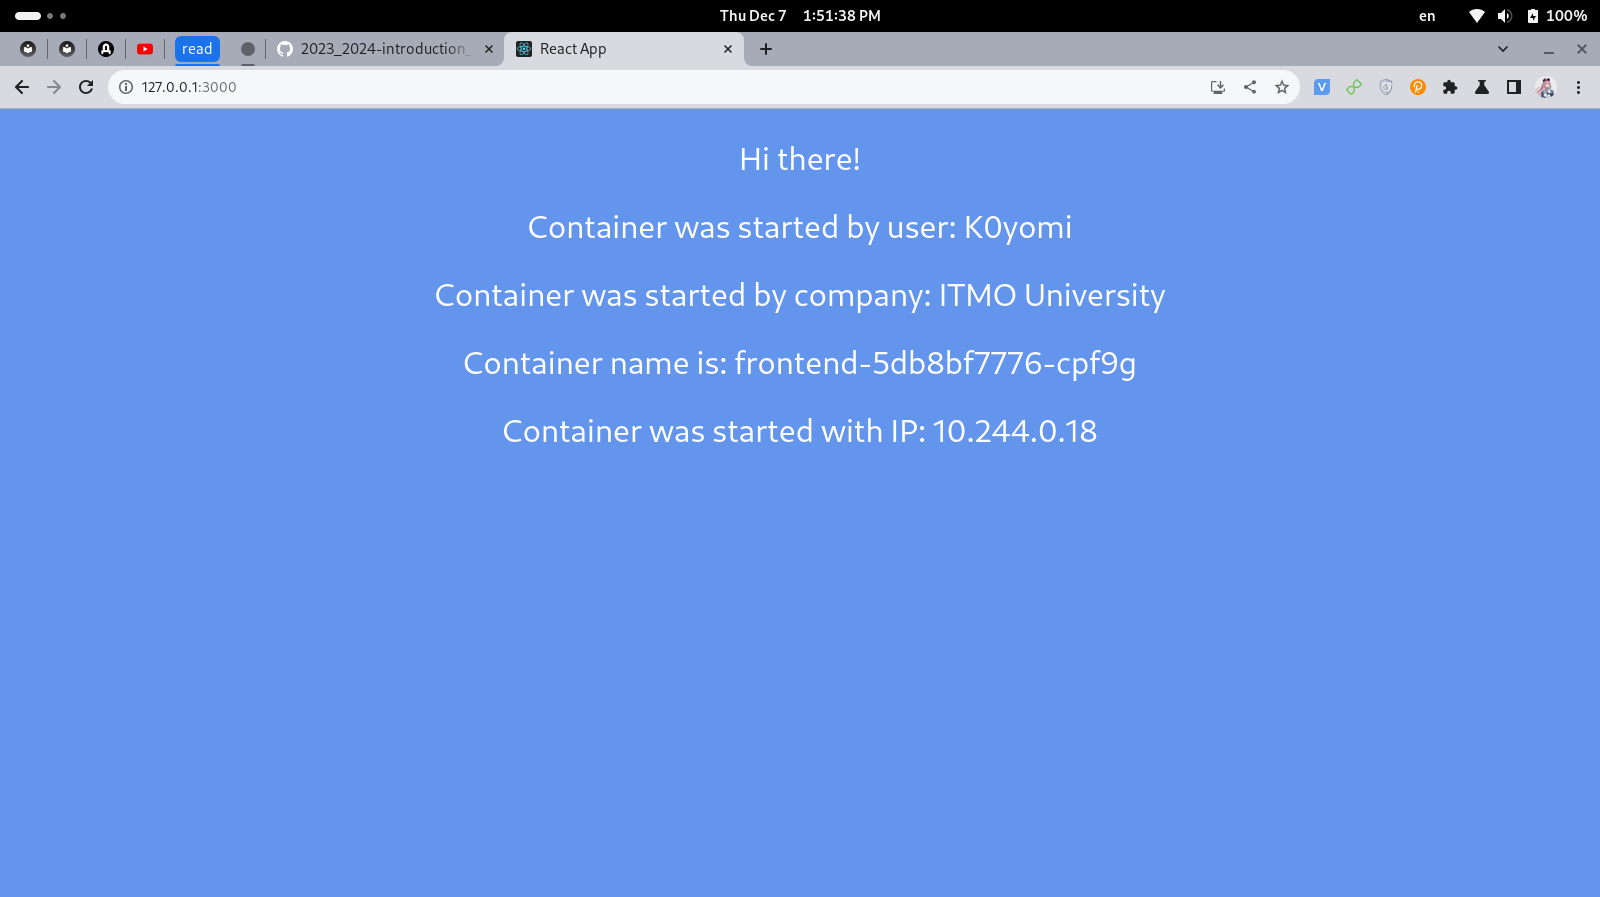 Thu Dec 7 1:51:38 PM en 100%
read 2023_2024-introduction_ React App
127.0.0.1:3000
Hi there!
Container was started by user: K0yomi
Container was started by company: ITMO University
Container name is: frontend-5db8bf7776-cpf9g
Container was started with IP: 10.244.0.18